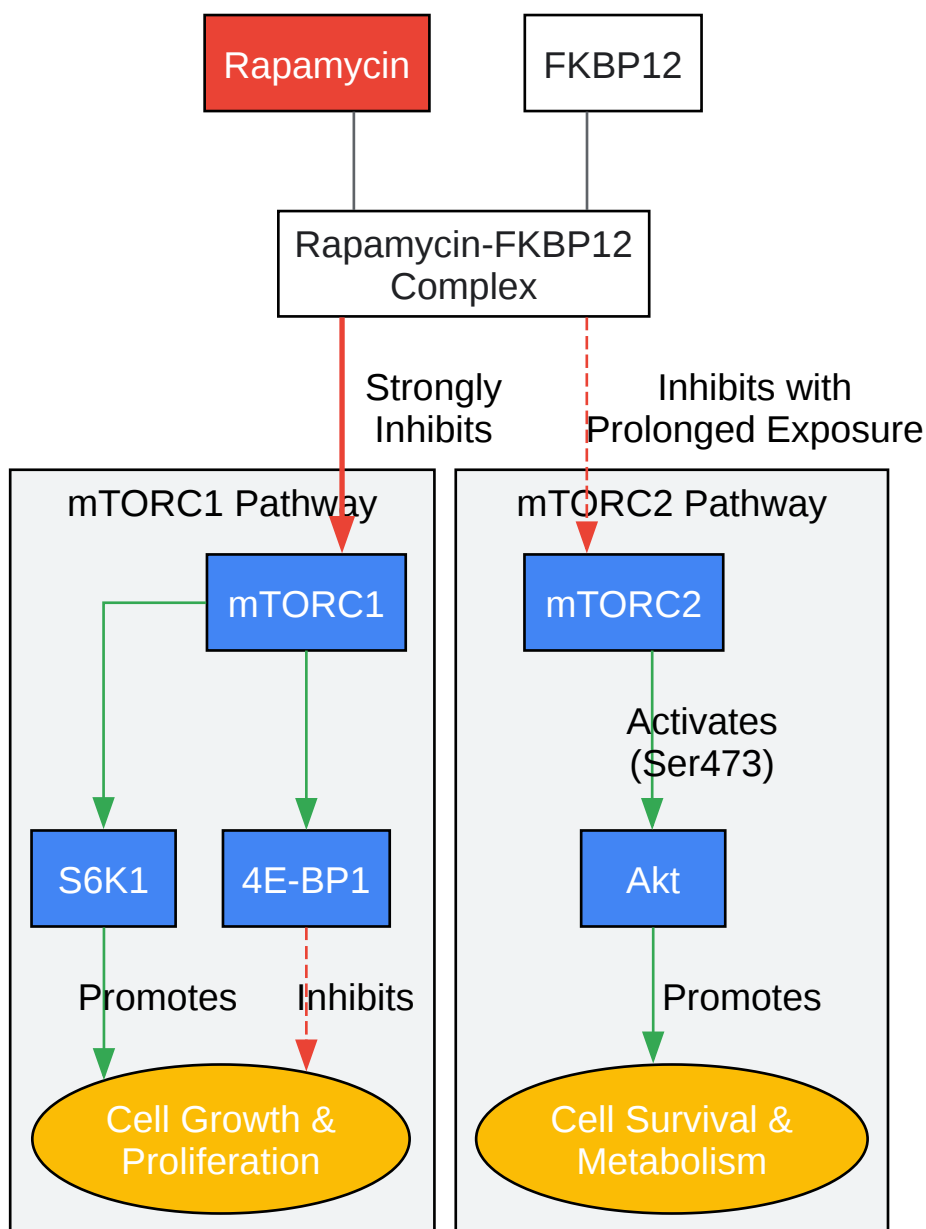 Rapamycin
FKBP12
Rapamycin-FKBP12
Complex
Strongly
Inhibits
Inhibits with
Prolonged Exposure
mTORC1 Pathway
mTORC2 Pathway
mTORC1
mTORC2
Activates
(Ser473)
S6K1
4E-BP1
Akt
Promotes
Inhibits
Promotes
Cell Growth &
Proliferation
Cell Survival &
Metabolism